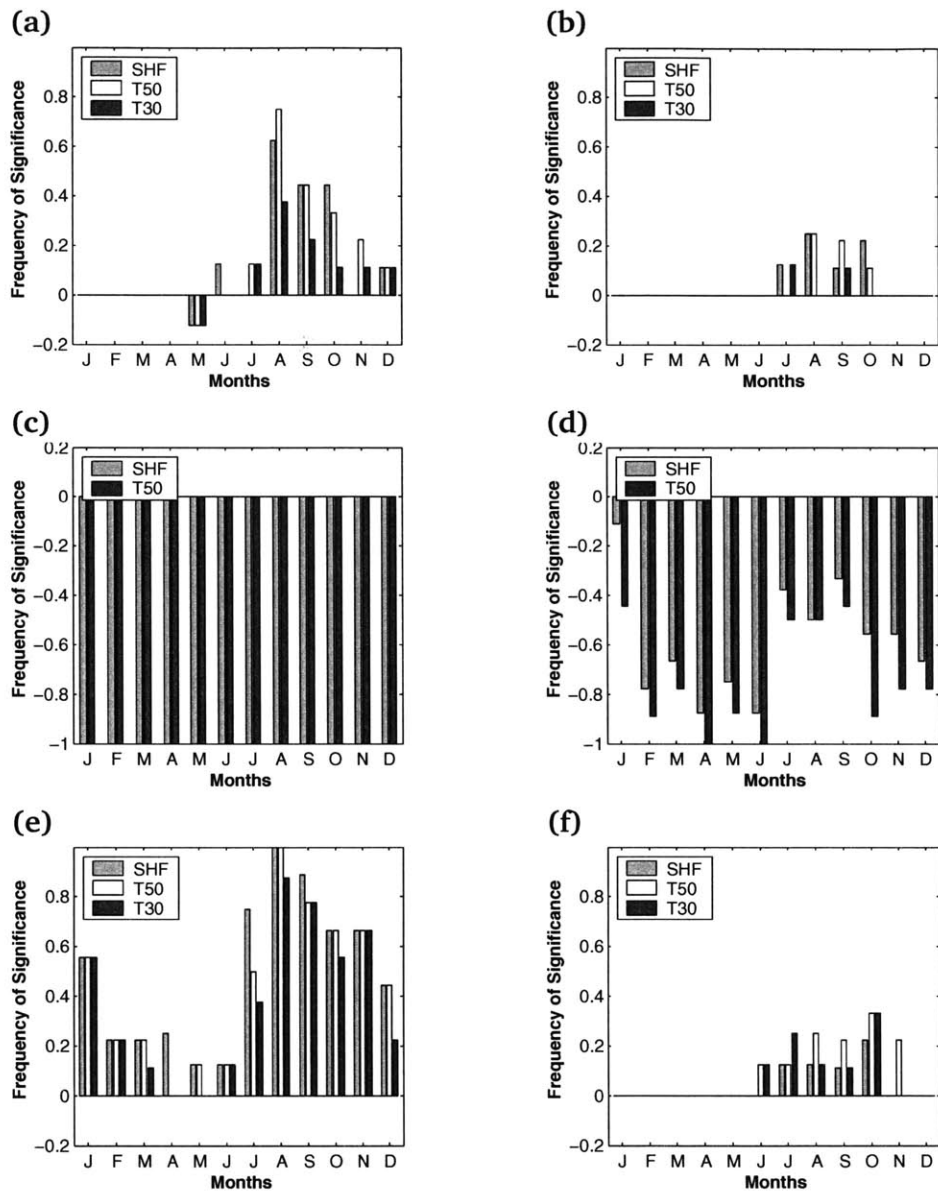 (a)
SHF
T50
T30
Frequency of Significance
0.8
0.6
0.4
0.2
0
−0.2
J F M A M J J A S O N D
Months
(b)
SHF
T50
T30
Frequency of Significance
0.8
0.6
0.4
0.2
0
−0.2
J F M A M J J A S O N D
Months
(c)
SHF
T50
Frequency of Significance
0.2
0
−0.2
−0.4
−0.6
−0.8
−1
J F M A M J J A S O N D
Months
(d)
SHF
T50
Frequency of Significance
0.2
0
−0.2
−0.4
−0.6
−0.8
−1
J F M A M J J A S O N D
Months
(e)
SHF
T50
T30
Frequency of Significance
0.8
0.6
0.4
0.2
0
−0.2
J F M A M J J A S O N D
Months
(f)
SHF
T50
T30
Frequency of Significance
0.8
0.6
0.4
0.2
0
−0.2
J F M A M J J A S O N D
Months